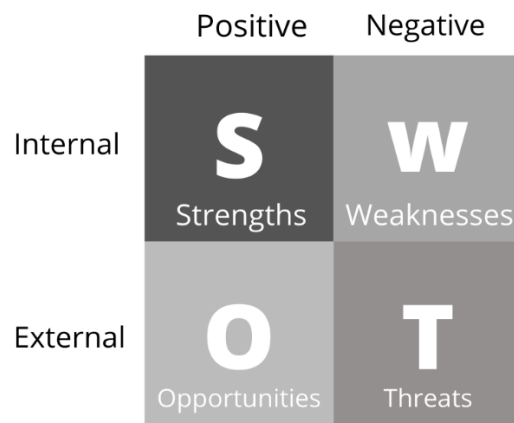 Positive Negative
Internal
S W
Strengths Weaknesses
External
O T
Opportunities Threats